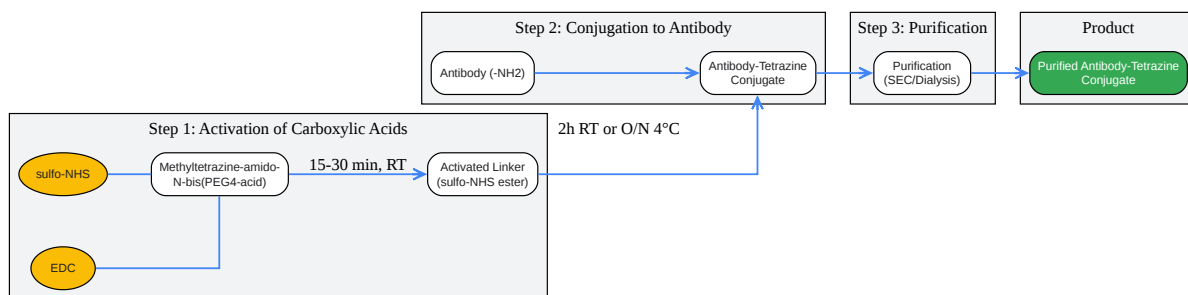 Step 2: Conjugation to Antibody
Step 3: Purification
Product
Antibody (-NH2)
Antibody-Tetrazine
Conjugate
Purification
(SEC/Dialysis)
Purified Antibody-Tetrazine
Conjugate
Step 1: Activation of Carboxylic Acids
2h RT or O/N 4°C
sulfo-NHS
Methyltetrazine-amido-
N-bis(PEG4-acid)
15-30 min, RT
Activated Linker
(sulfo-NHS ester)
EDC